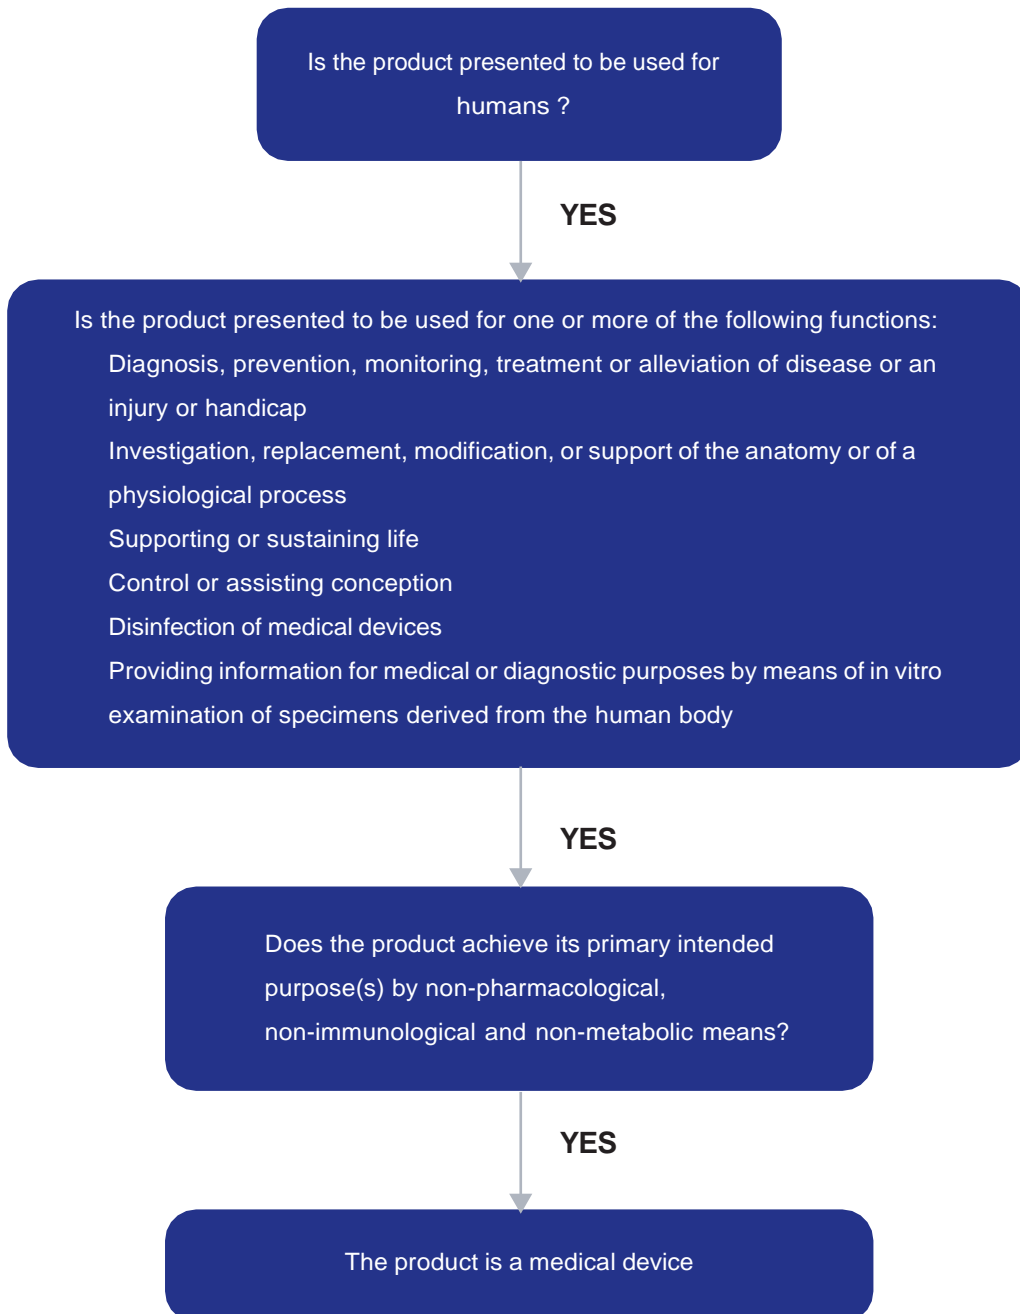 Is the product presented to be used for
humans ?
YES
Is the product presented to be used for one or more of the following functions:
Diagnosis, prevention, monitoring, treatment or alleviation of disease or an
injury or handicap
Investigation, replacement, modification, or support of the anatomy or of a
physiological process
Supporting or sustaining life
Control or assisting conception
Disinfection of medical devices
Providing information for medical or diagnostic purposes by means of in vitro
examination of specimens derived from the human body
YES
Does the product achieve its primary intended
purpose(s) by non-pharmacological,
non-immunological and non-metabolic means?
YES
The product is a medical device